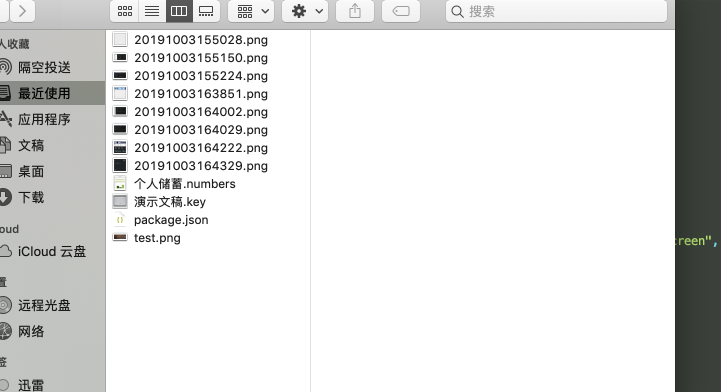 搜索
人收藏
隔空投送
最近使用
应用程序
文稿
桌面
下载
oud
iCloud 云盘
置
远程光盘
网络
签
迅雷
20191003155028.png
20191003155150.png
20191003155224.png
20191003163851.png
20191003164002.png
20191003164029.png
20191003164222.png
20191003164329.png
个人储蓄.numbers
演示文稿.key
package.json
test.png
creen",